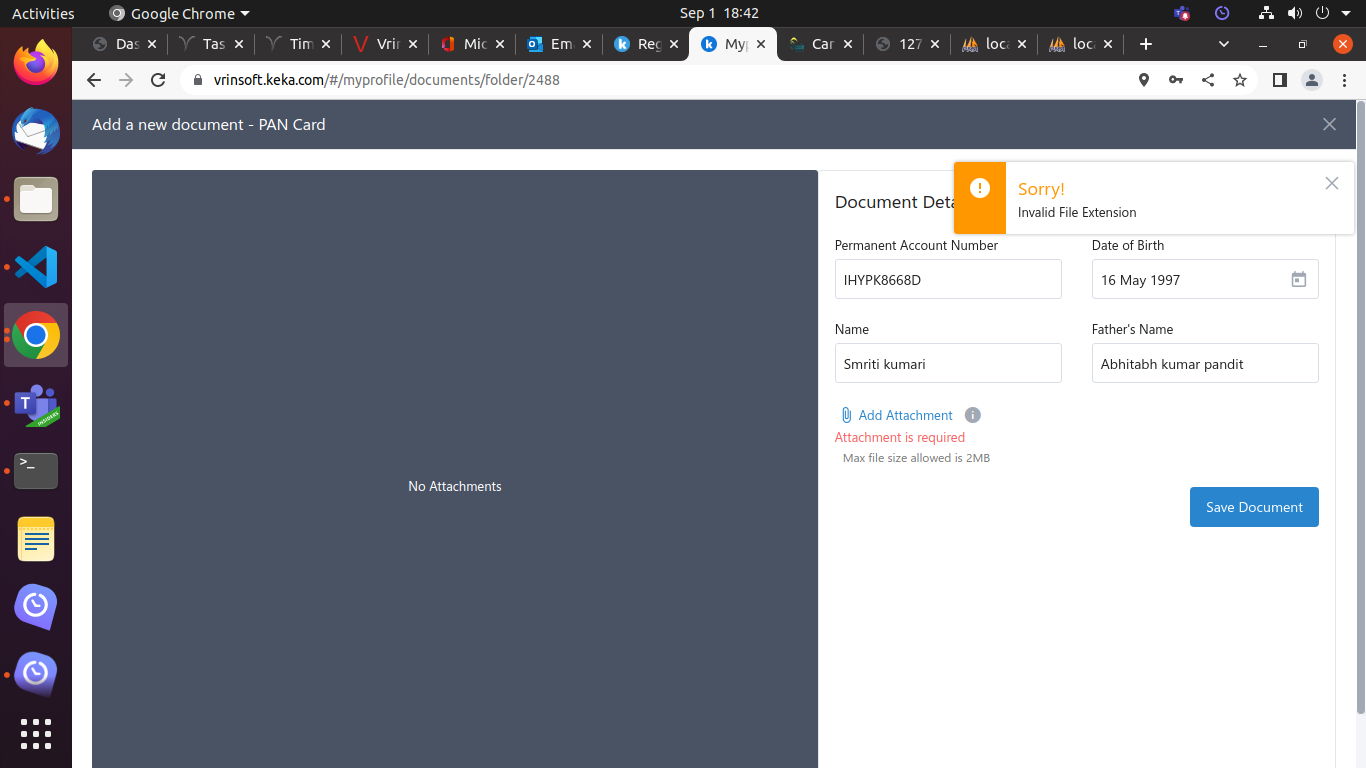 Activities
Google Chrome
Sep 1 18:42
Das
Tas
Tim
Vrir
Mic
Em
Reg
Myp
Car
127
loca
loca
vrinsoft.keka.com/#/myprofile/documents/folder/2488
Add a new document - PAN Card
Sorry!
Invalid File Extension
Document Deta
Permanent Account Number
Date of Birth
IHYPK8668D
16 May 1997
Name
Father's Name
Smriti kumari
Abhitabh kumar pandit
Add Attachment
Attachment is required
Max file size allowed is 2MB
No Attachments
Save Document
T
INSIDERS
>_